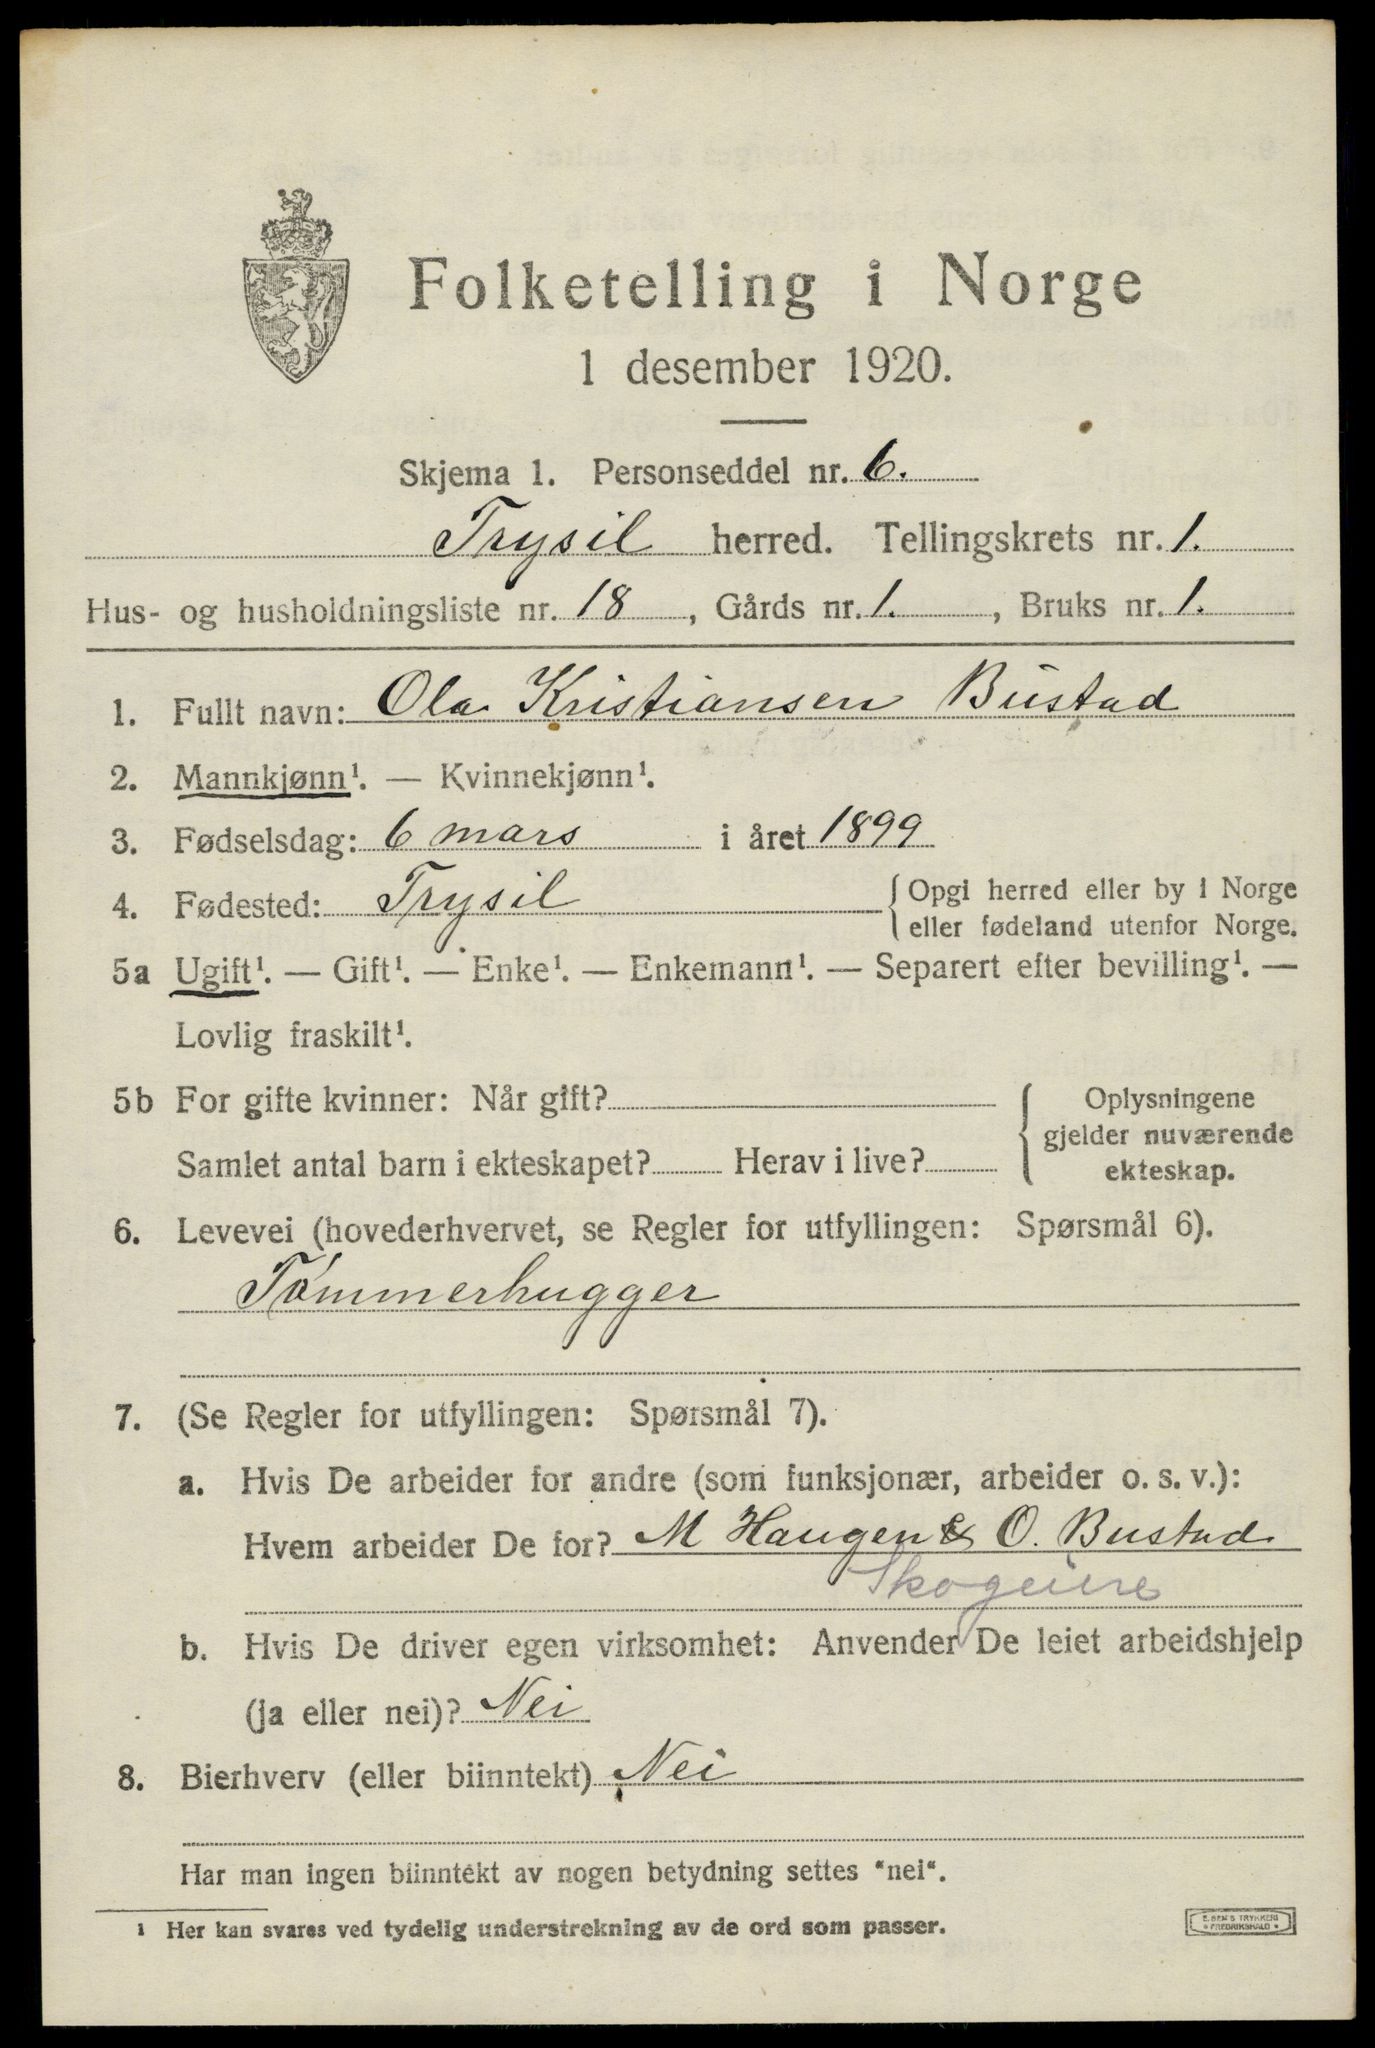 Folketelling i Norge
1 desember 1920.
Skjema 1. Personseddel nr. 6.
Trysil herred. Tellingskrets nr. 1.
Hus- og husholdningsliste nr. 18, Gårds nr. 1., Bruks nr. 1.
1. Fullt navn: Ola Kristiansen Bustad
2. Mannkjønn¹. — Kvinnekjønn¹.
3. Fødselsdag: 6 mars i året 1899
4. Fødested: Trysil { Opgi herred eller by i Norge
eller fødeland utenfor Norge.
5a Ugift¹. — Gift¹. — Enke¹. — Enkemann¹. — Separert efter bevilling¹. —
Lovlig fraskilt¹.
5b For gifte kvinner: Når gift? { Oplysningene
gjelder nuværende
Samlet antal barn i ekteskapet? Herav i live? ekteskap.
6. Levevei (hovederhvervet, se Regler for utfyllingen: Spørsmål 6).
Tømmerhugger
7. (Se Regler for utfyllingen: Spørsmål 7).
a. Hvis De arbeider for andre (som funksjonær, arbeider o. s. v.):
Hvem arbeider De for? M Haugen & O. Bustad
Skogeiere
b. Hvis De driver egen virksomhet: Anvender De leiet arbeidshjelp
(ja eller nei)? Nei
8. Bierhverv (eller biinntekt) Nei
Har man ingen biinntekt av nogen betydning settes "nei".
¹ Her kan svares ved tydelig understrekning av de ord som passer.
E. SEM'S TRYKKERI
FREDRIKSHALD